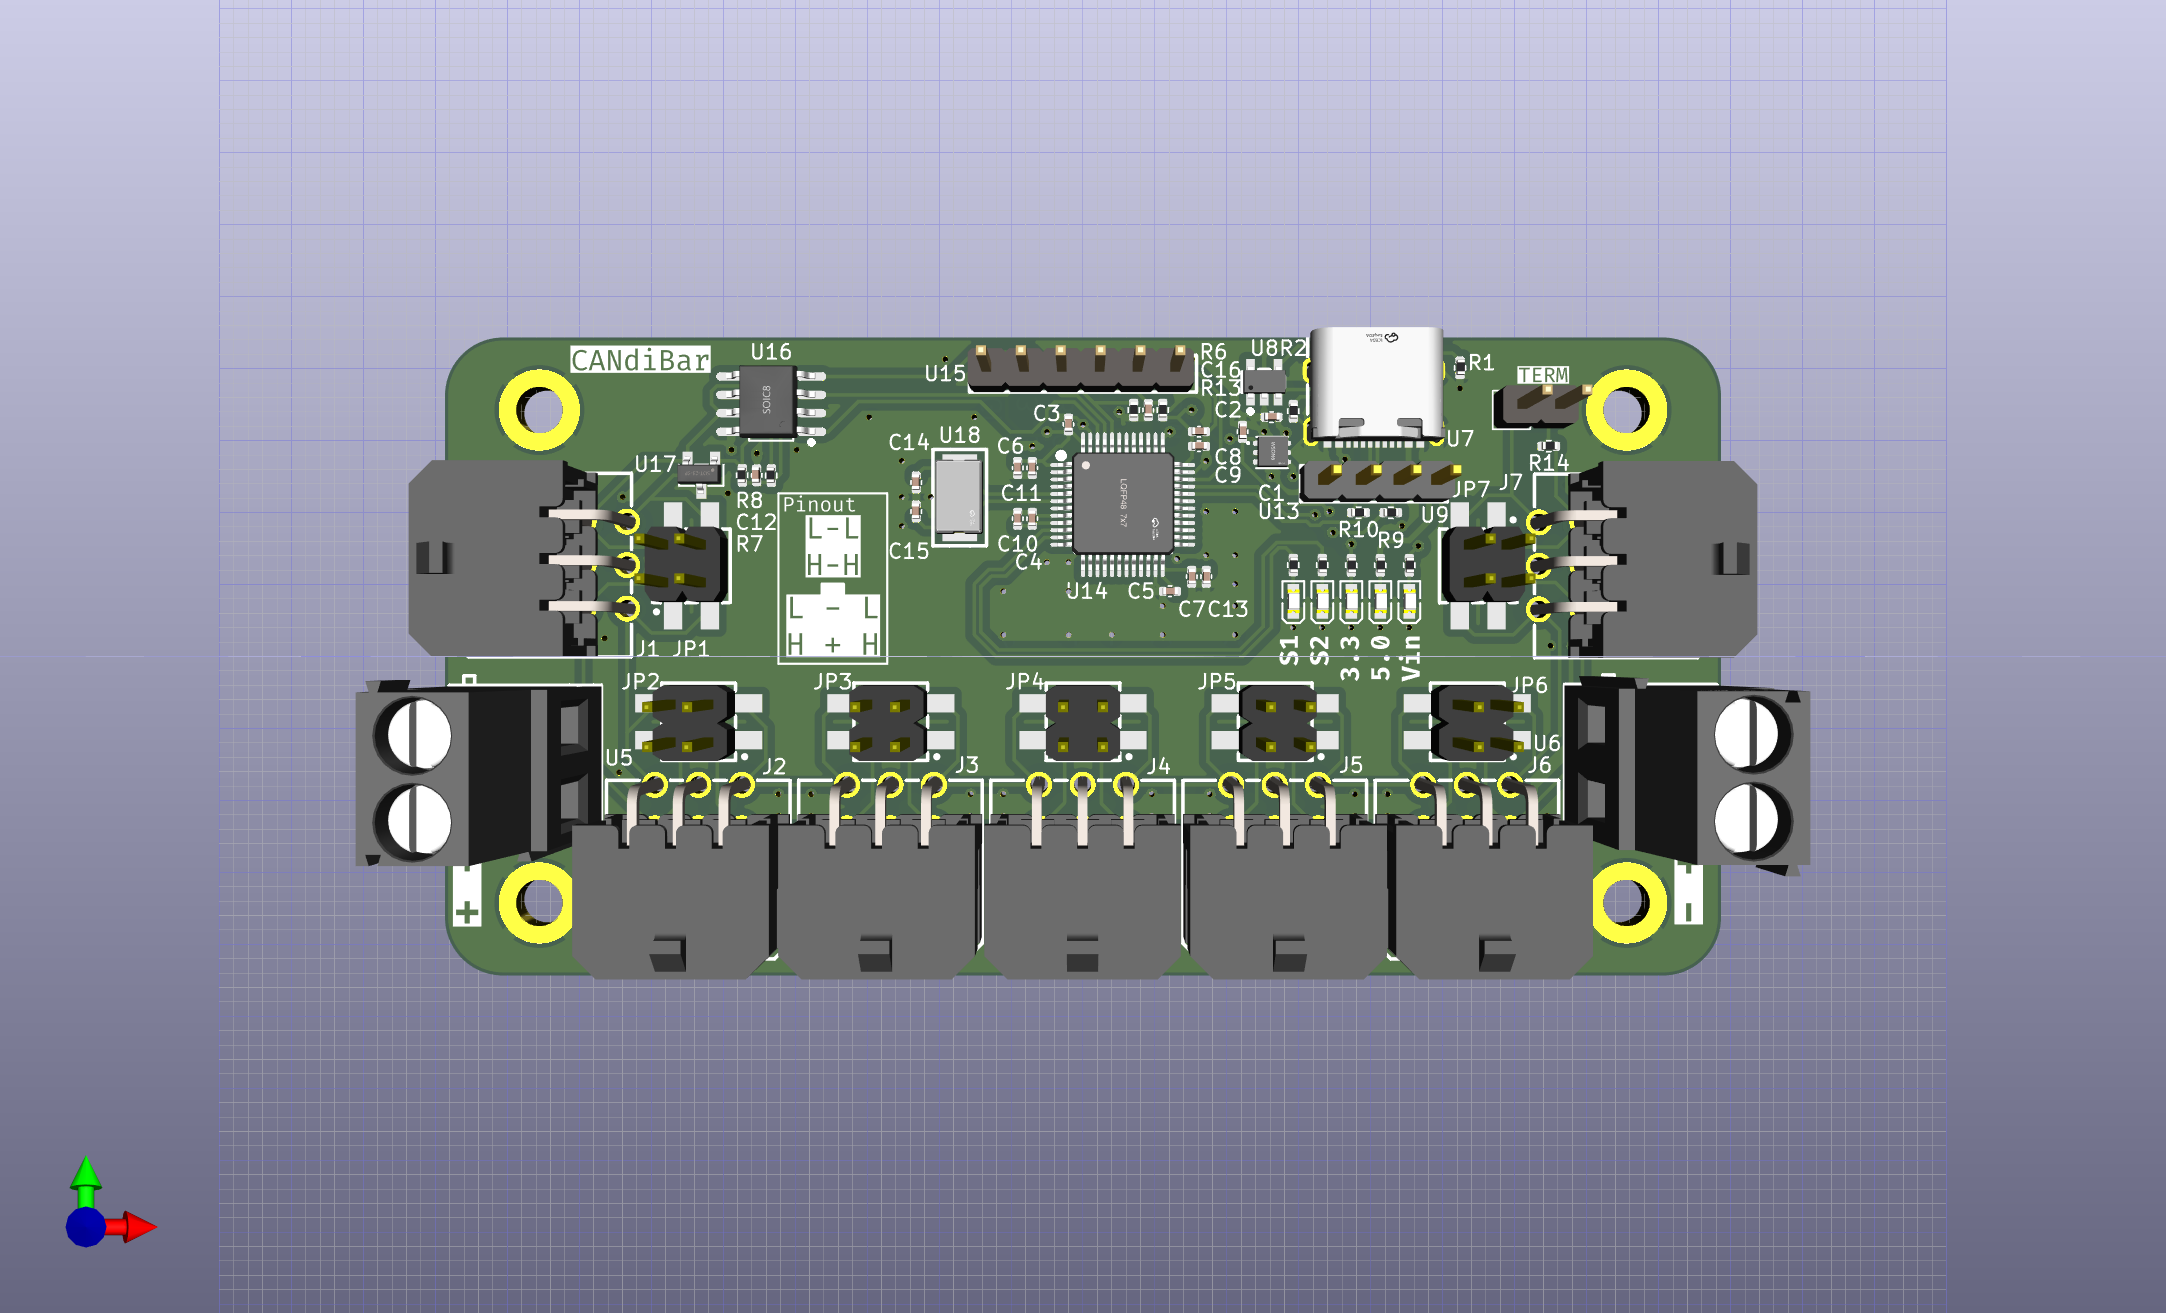 CANdiBar
U16
U15
R6
C16
R13
U8R2
R1
TERM
C3
C2
C14
U18
C6
U7
U17
C8
C9
R14
SOIC8
LQFP48 7x7
R8
C12
R7
Pinout
L-L
H-H
L - L
H + H
C11
C10
C4
C15
C1
U13
JP7
J7
R10
U9
R9
U14
C5
C7C13
S1
S2
3.3
5.0
Vin
J1
JP1
JP2
JP3
JP4
JP5
JP6
U5
J2
J3
J4
J5
U6
J6
+
-